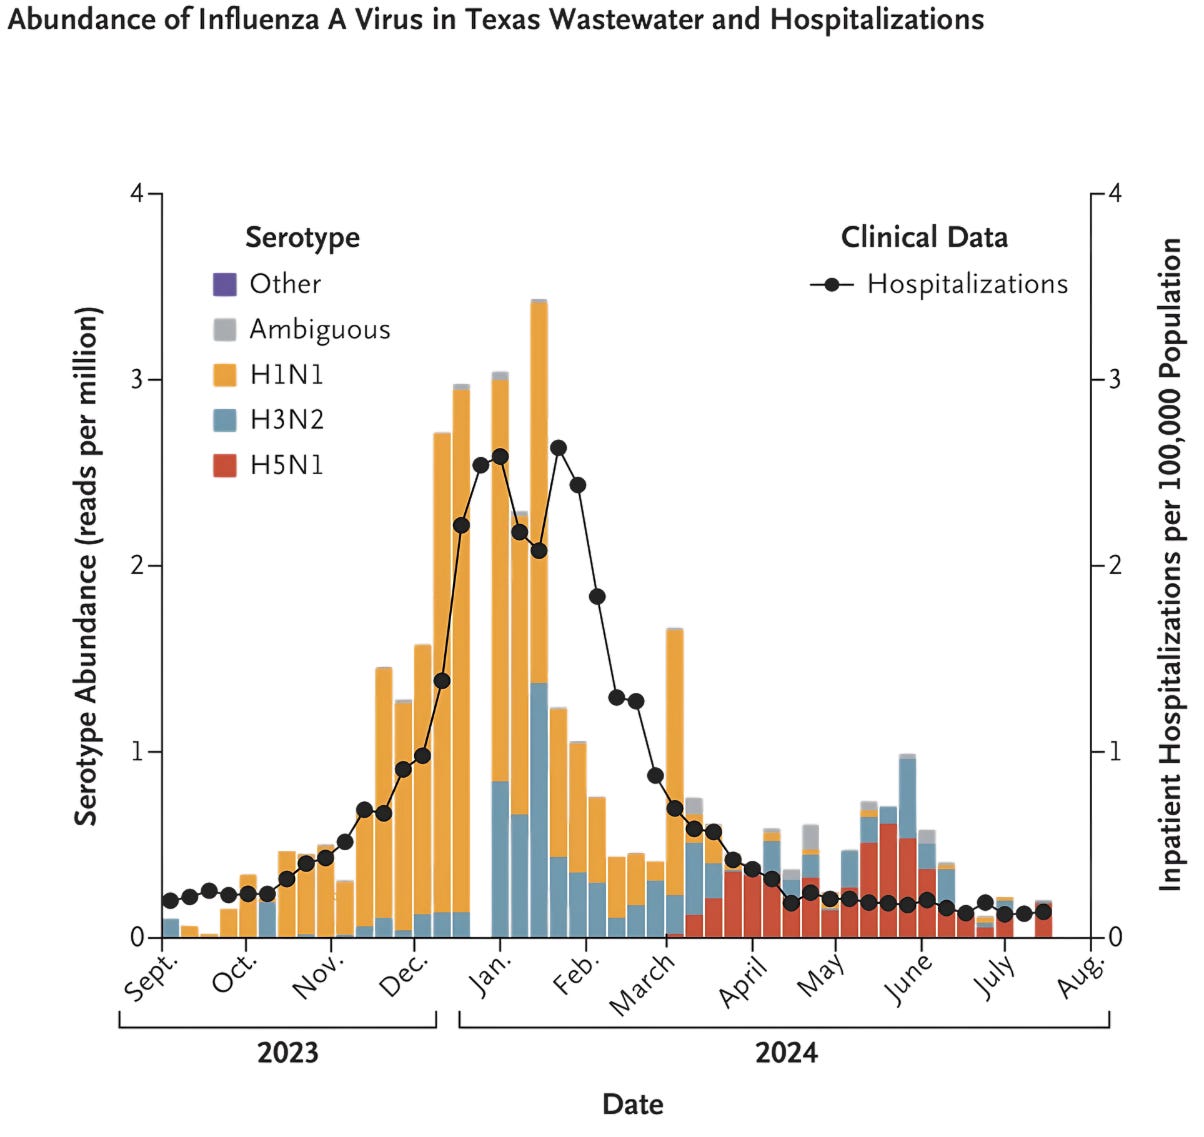 Abundance of Influenza A Virus in Texas Wastewater and Hospitalizations
Serotype Abundance (reads per million)
4
3
2
1
0
Serotype
Other
Ambiguous
H1N1
H3N2
H5N1
Clinical Data
Hospitalizations
4
3
2
1
0
Inpatient Hospitalizations per 100,000 Population
Sept.
Oct.
Nov.
Dec.
Jan.
Feb.
March
April
May
June
July
Aug.
2023
2024
Date